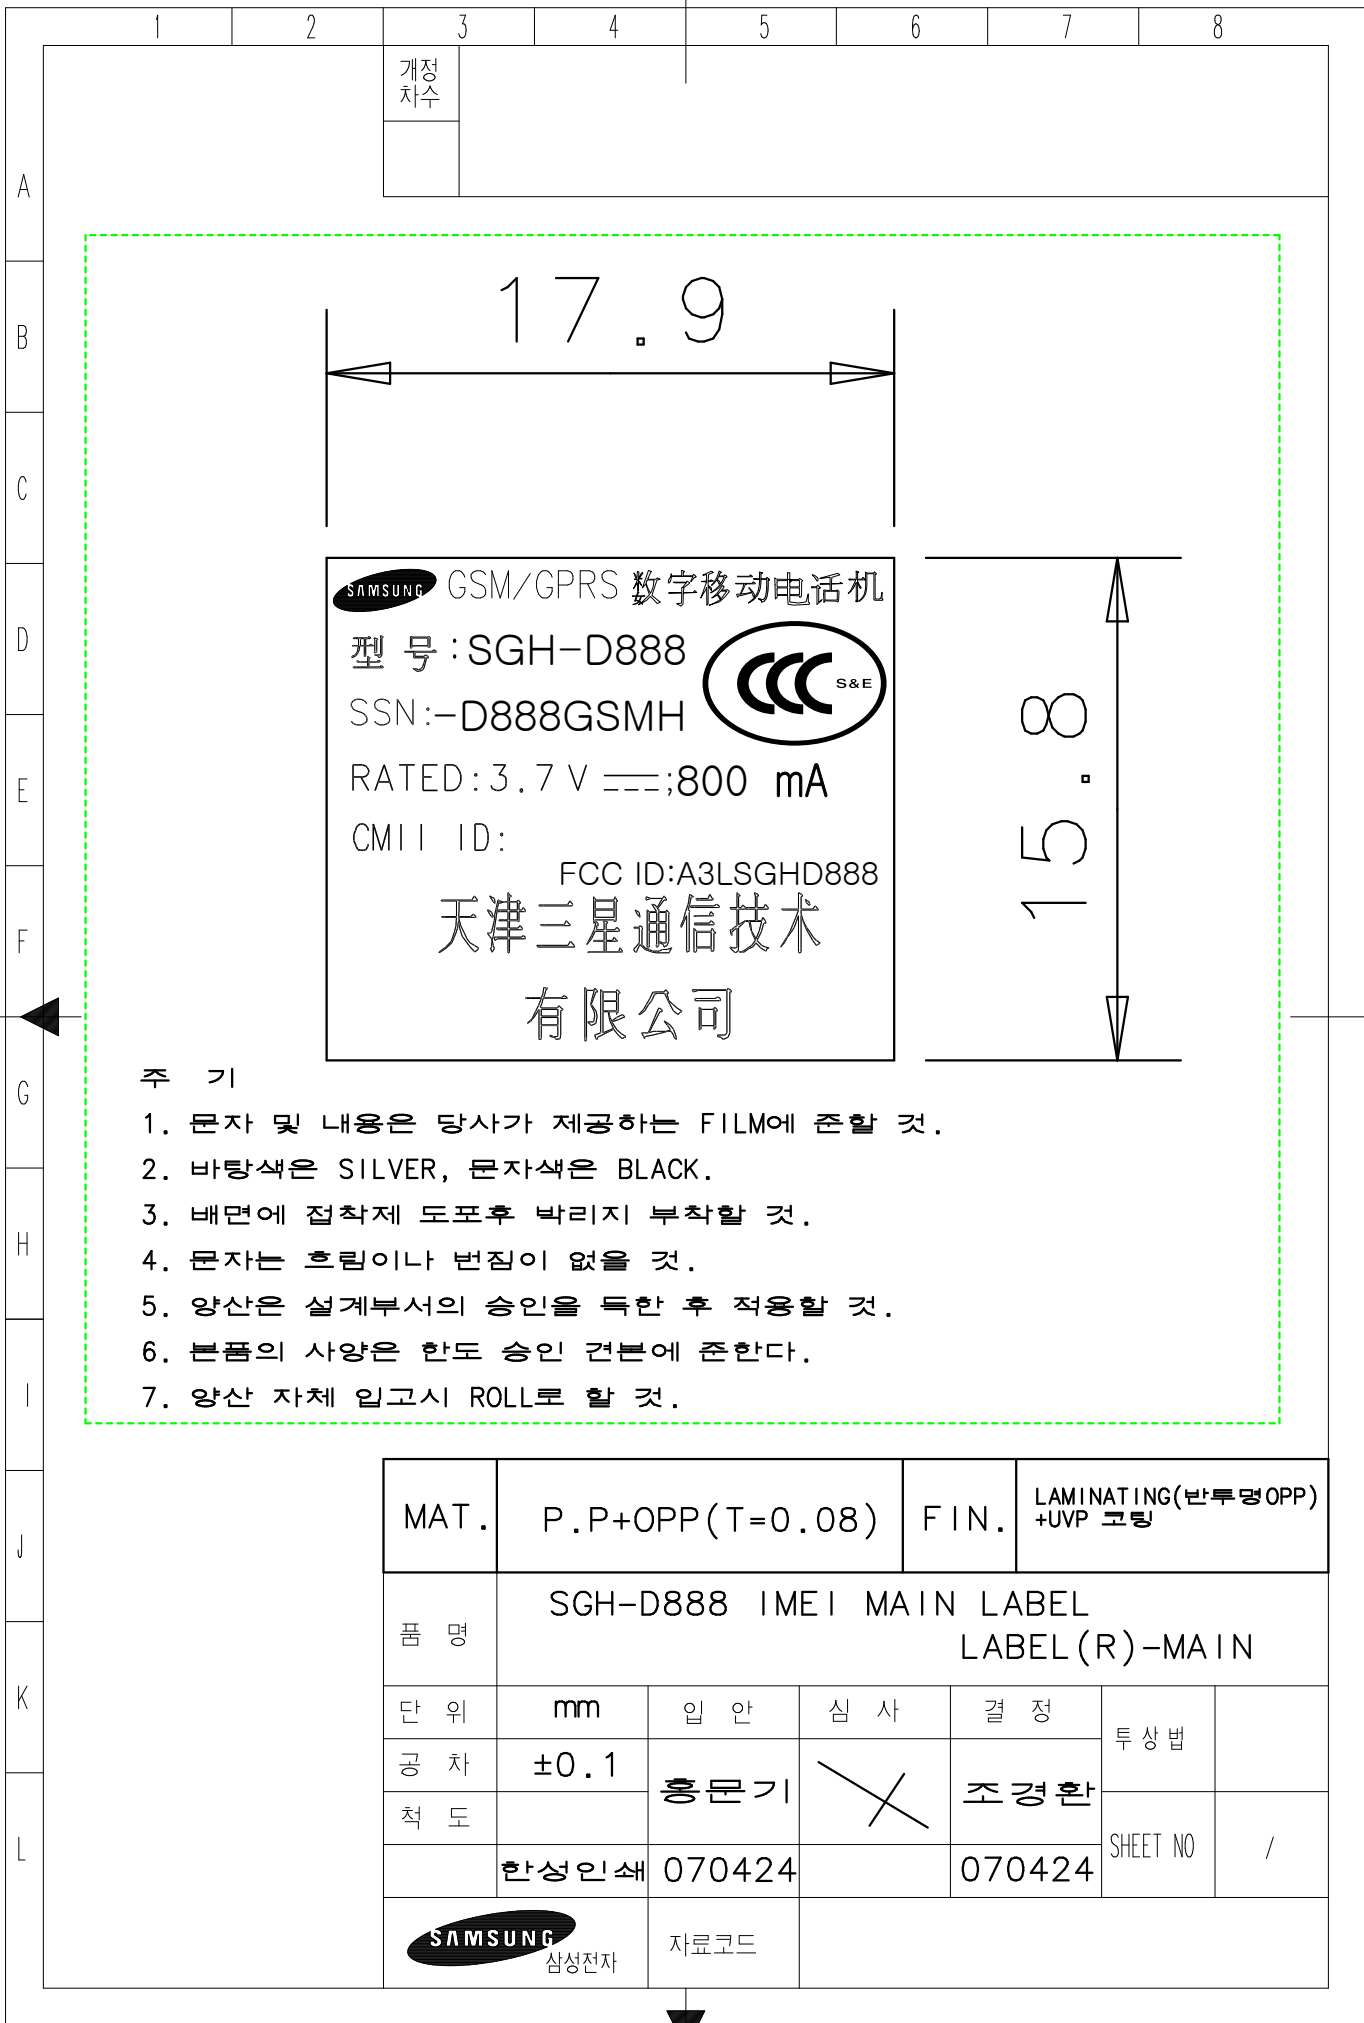 1 2 3 4 5 6 7 8
개정
차수
A
B
C
D
E
F
G
H
I
J
K
L
17.9
15.8
SAMSUNG GSM/GPRS 数字移动电话机
型 号:SGH-D888
CCC S&E
SSN:-D888GSMH
RATED:3.7V ⎓;800 mA
CMII ID:
FCC ID:A3LSGHD888
天津三星通信技术
有限公司
주 기
1. 문자 및 내용은 당사가 제공하는 FILM에 준할 것.
2. 바탕색은 SILVER, 문자색은 BLACK.
3. 배면에 접착제 도포후 박리지 부착할 것.
4. 문자는 흐림이나 번짐이 없을 것.
5. 양산은 설계부서의 승인을 득한 후 적용할 것.
6. 본품의 사양은 한도 승인 견본에 준한다.
7. 양산 자체 입고시 ROLL로 할 것.
MAT. P.P+OPP(T=0.08) FIN. LAMINATING(반투명OPP)
+UVP 코팅
품 명 SGH-D888 IMEI MAIN LABEL
LABEL(R)-MAIN
단 위 mm 입 안 심 사 결 정 투상법
공 차 ±0.1 홍문기 조경환
척 도
SHEET NO /
한성인쇄 070424 070424
SAMSUNG 삼성전자 자료코드